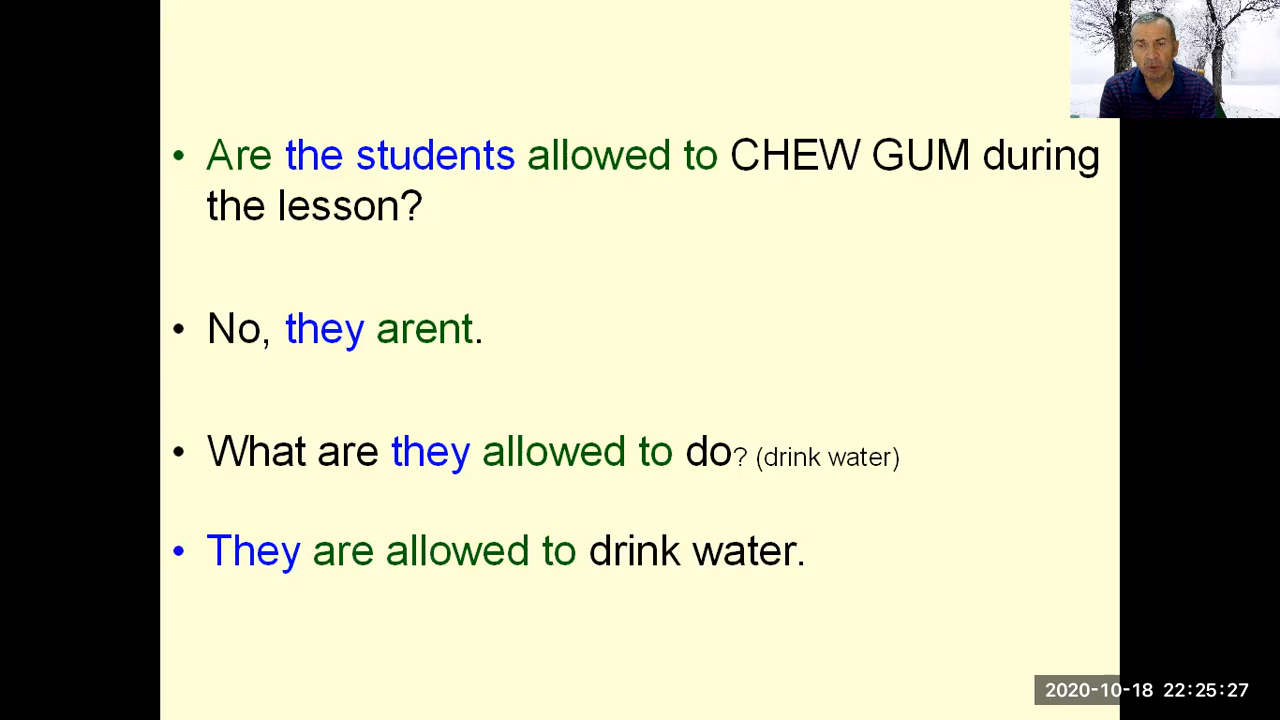 • Are the students allowed to CHEW GUM during
the lesson?
• No, they arent.
• What are they allowed to do? (drink water)
• They are allowed to drink water.
2020-10-18 22:25:27